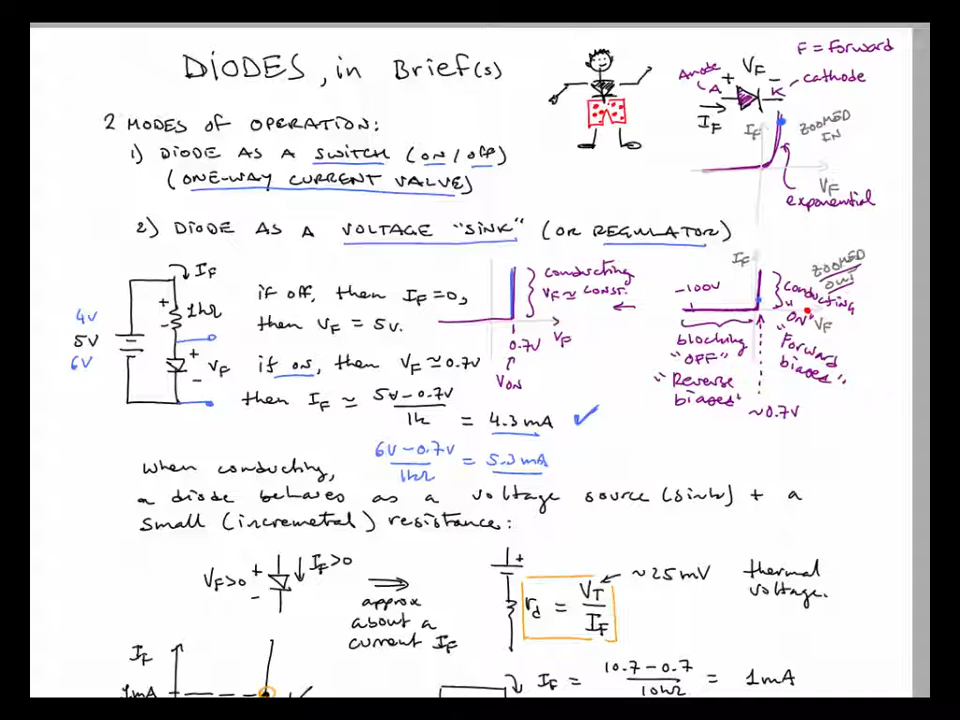 DIODES, in Brief(s)
F = Forward
Anode + VF - cathode
A K
IF
IF
ZOOMED IN
VF
exponential
2 MODES OF OPERATION:
1) DIODE AS A SWITCH (ON/OFF)
(ONE-WAY CURRENT VALVE)
2) DIODE AS A VOLTAGE "SINK" (OR REGULATOR)
IF
+
-
1kΩ
4V
5V
6V
+
VF
-
if off, then IF=0,
then VF = 5V.
if on, then VF ≃ 0.7V
then IF ≃ (5V-0.7V)/1k = 4.3mA ✓
(6V-0.7V)/1kΩ = 5.3mA
conducting
VF ≃ CONST.
0.7V
VF
VON
IF
ZOOMED OUT
-100V
conducting
"ON"
VF
"Forward
biased".
blocking
"OFF"
"Reverse
biased"
~0.7V
when conducting,
a diode behaves as a voltage source (sink) + a
small (incremetal) resistance:
VF>0 + - IF>0
approx
about a
current IF
+
rd = VT/IF
~25mV
thermal
voltage.
IF
1mA
IF = (10.7-0.7)/10kΩ = 1mA